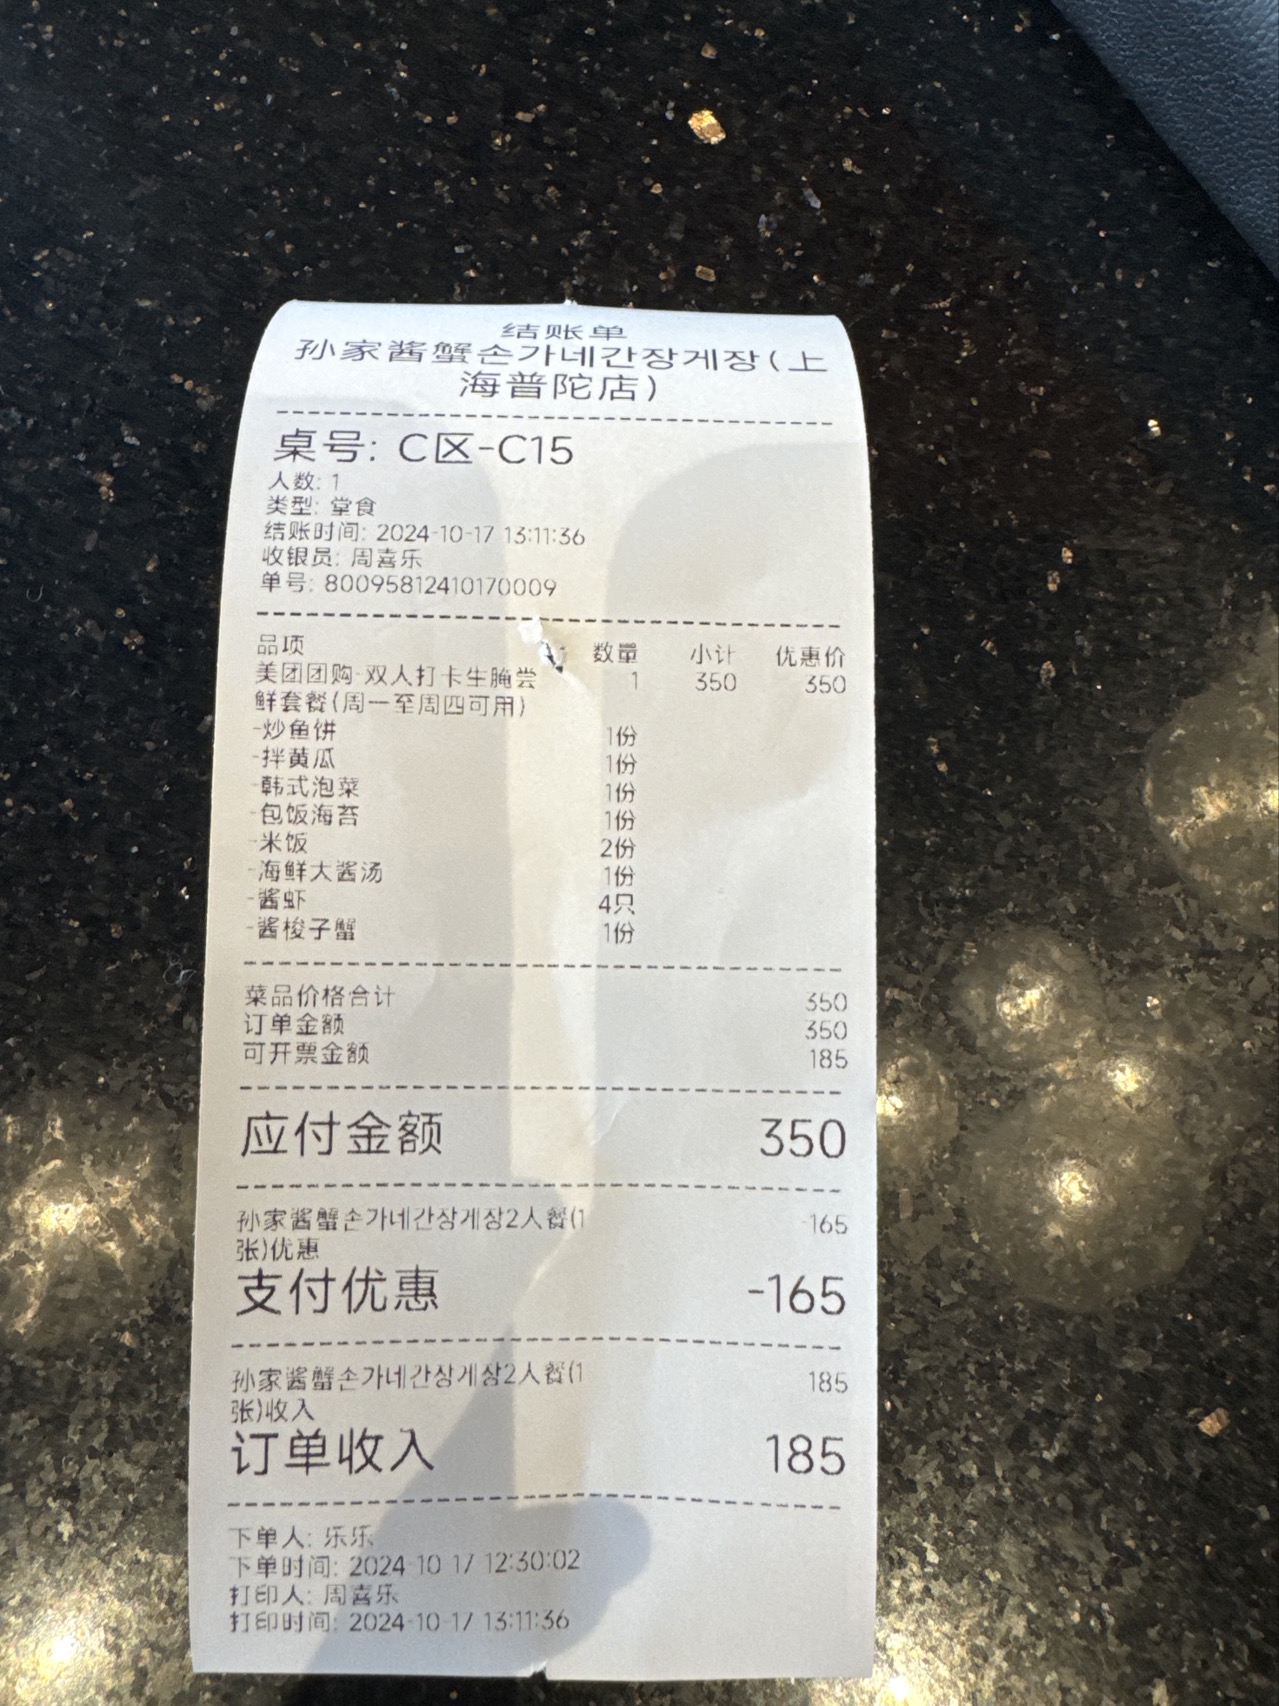 结账单
孙家酱蟹손가네간장게장(上
海普陀店)
桌号: C区-C15
人数: 1
类型: 堂食
结账时间: 2024-10-17 13:11:36
收银员: 周喜乐
单号: 80095812410170009
品项 数量 小计 优惠价
美团团购-双人打卡生腌尝 1 350 350
鲜套餐(周一至周四可用)
-炒鱼饼 1份
-拌黄瓜 1份
-韩式泡菜 1份
-包饭海苔 1份
-米饭 2份
-海鲜大酱汤 1份
-酱虾 4只
-酱梭子蟹 1份
菜品价格合计 350
订单金额 350
可开票金额 185
应付金额 350
孙家酱蟹손가네간장게장2人餐(1 -165
张)优惠
支付优惠 -165
孙家酱蟹손가네간장게장2人餐(1 185
张)收入
订单收入 185
下单人: 乐乐
下单时间: 2024-10-17 12:30:02
打印人: 周喜乐
打印时间: 2024-10-17 13:11:36